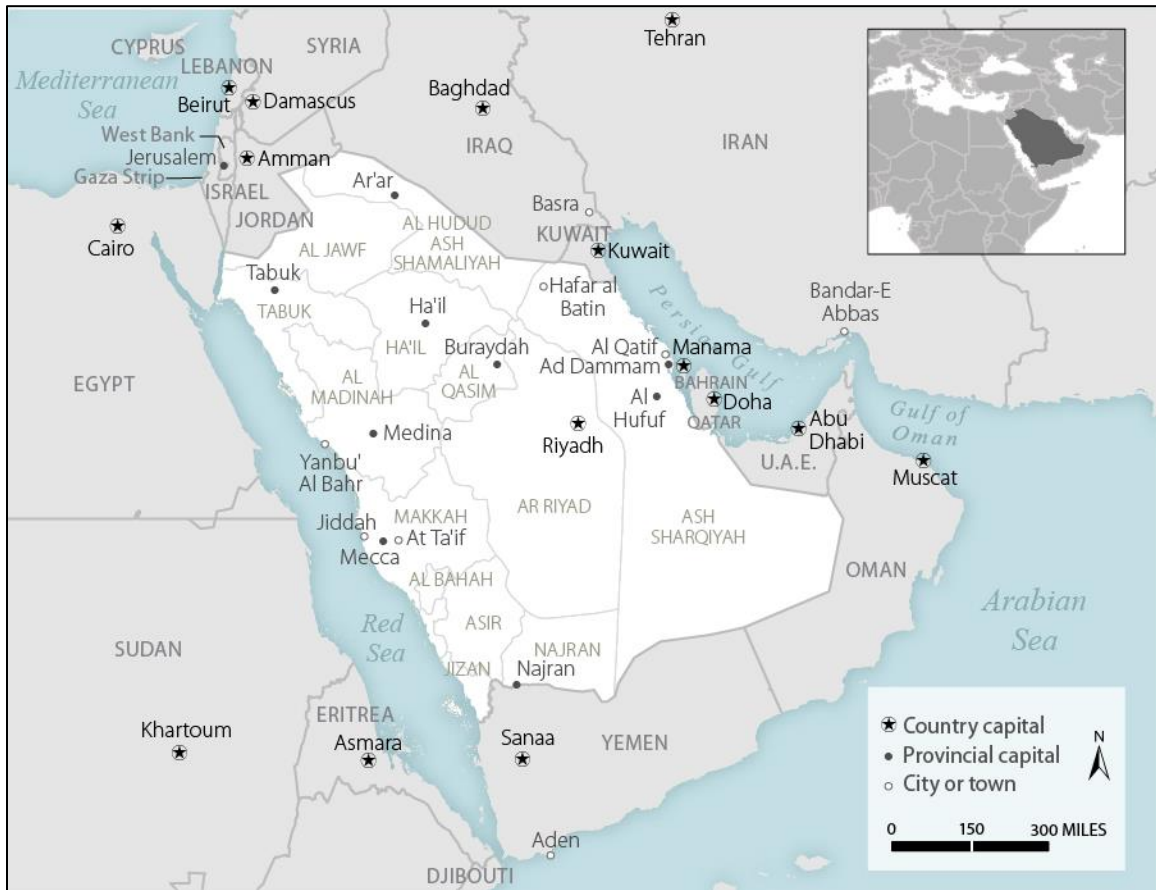 Tehran
CYPRUS
SYRIA
LEBANON
Mediterranean
Sea
Beirut
Damascus
Baghdad
West Bank
Jerusalem
Amman
Gaza Strip
ISRAEL
IRAQ
IRAN
JORDAN
Ar'ar
Basra
KUWAIT
Kuwait
Cairo
AL JAWF
AL HUDUD
ASH
SHAMALIYAH
Tabuk
TABUK
Hafar al
Batin
Persian Gulf
Bandar-E
Abbas
Ha'il
HA'IL
Buraydah
Al Qatif
Manama
Ad Dammam
BAHRAIN
EGYPT
AL
MADINAH
AL
QASIM
Al
Hufuf
Doha
QATAR
Abu
Dhabi
Gulf of
Oman
Medina
Riyadh
U.A.E.
Muscat
Yanbu'
Al Bahr
AR RIYAD
ASH
SHARQIYAH
Jiddah
MAKKAH
Mecca
At Ta'if
OMAN
AL BAHAH
Arabian
Sea
Red
Sea
ASIR
SUDAN
NAJRAN
JIZAN
Najran
ERITREA
Khartoum
Asmara
Sanaa
YEMEN
Aden
DJIBOUTI
Country capital
Provincial capital
City or town
N
0 150 300 MILES